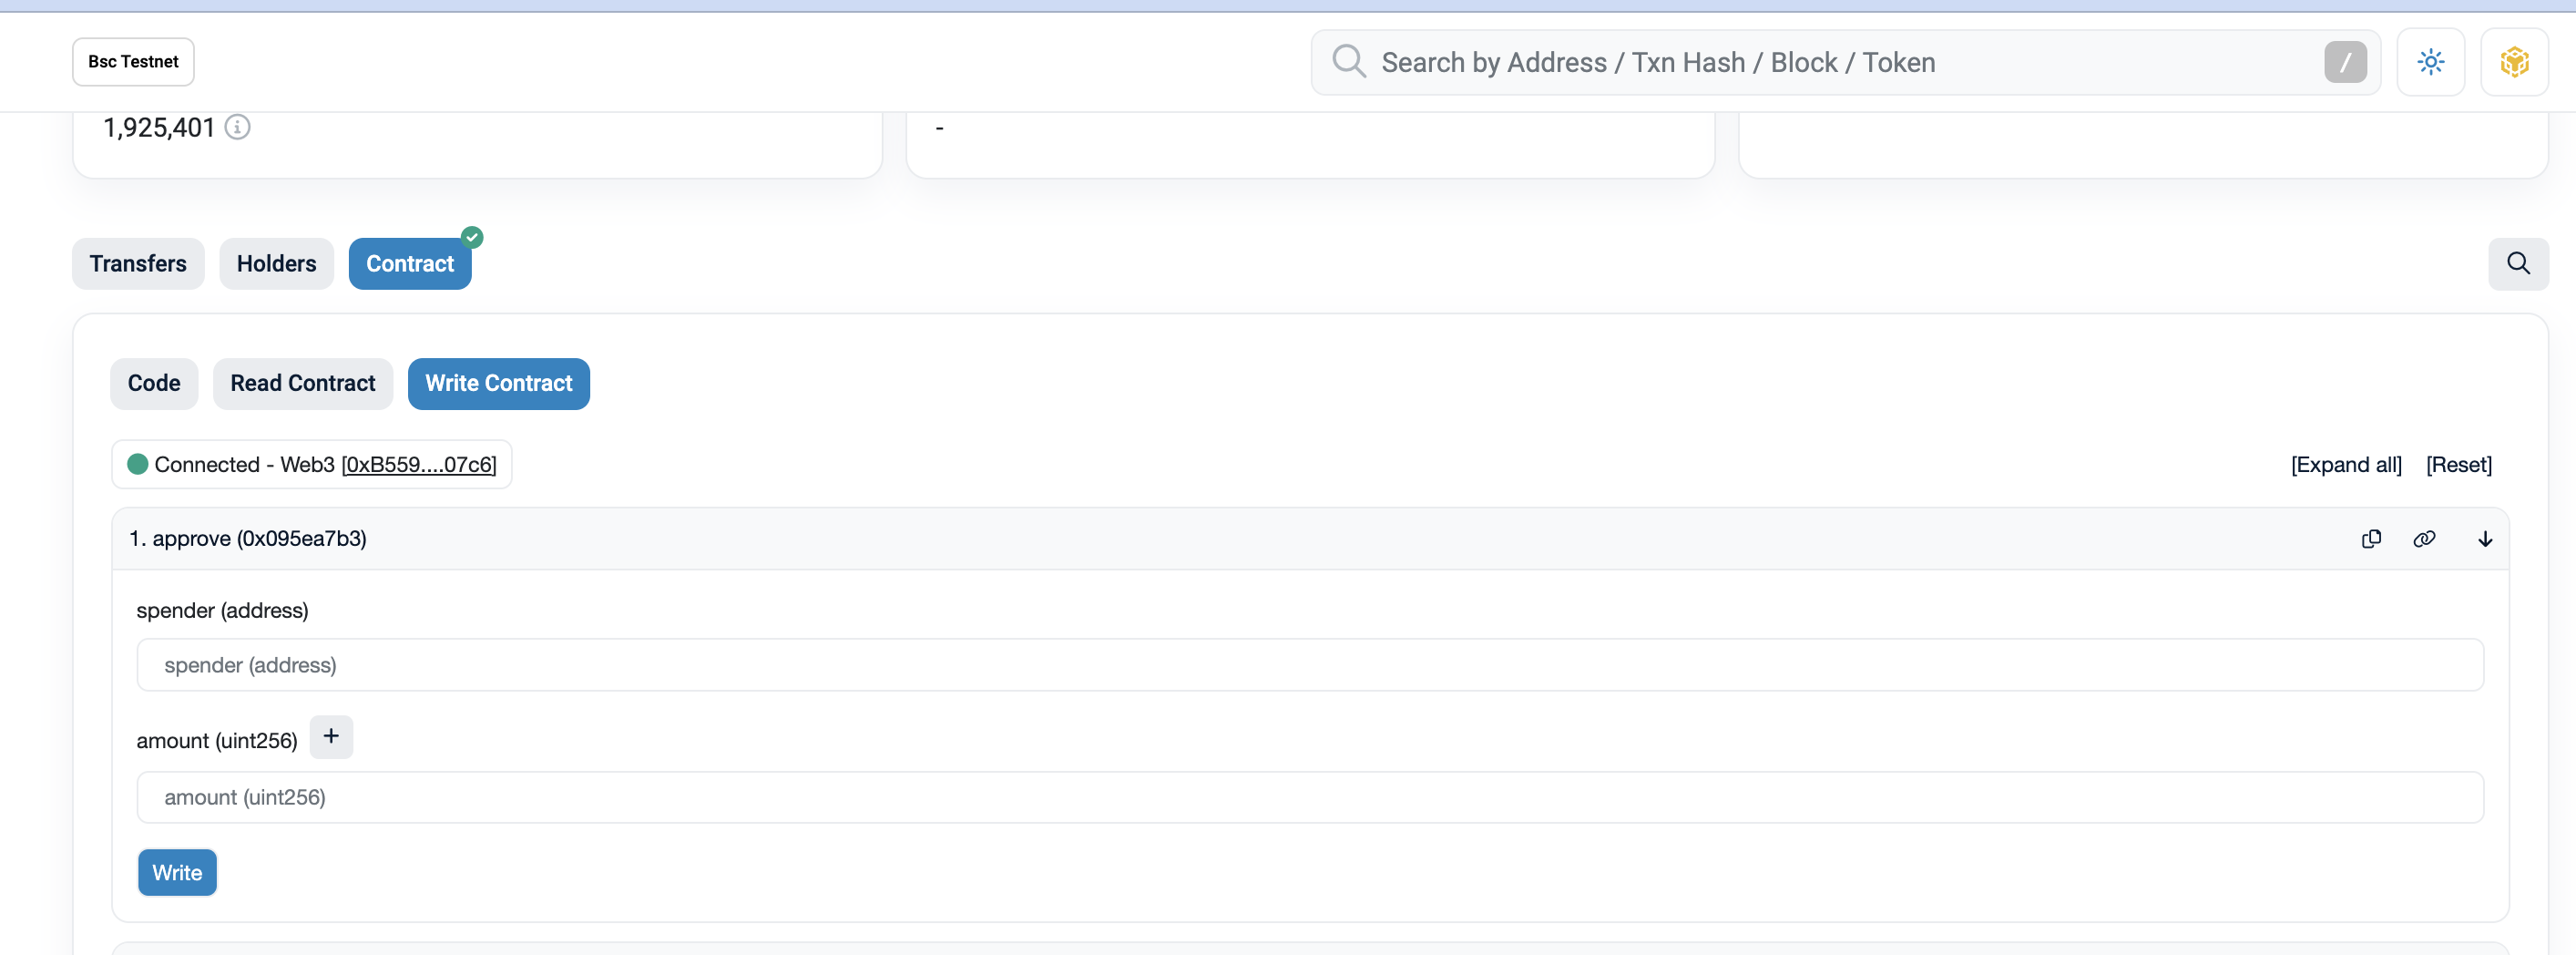 Bsc Testnet
Search by Address / Txn Hash / Block / Token
/
1,925,401
-
Transfers
Holders
Contract
Code
Read Contract
Write Contract
Connected - Web3 [0xB559....07c6]
[Expand all]
[Reset]
1. approve (0x095ea7b3)
spender (address)
spender (address)
amount (uint256)
+
amount (uint256)
Write